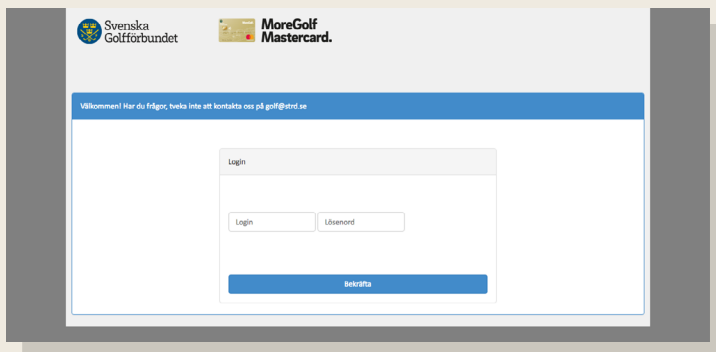 Svenska
Golfförbundet
MoreGolf
Mastercard.
Välkommen! Har du frågor, tveka inte att kontakta oss på golf@strd.se
Login
Login
Lösenord
Bekräfta